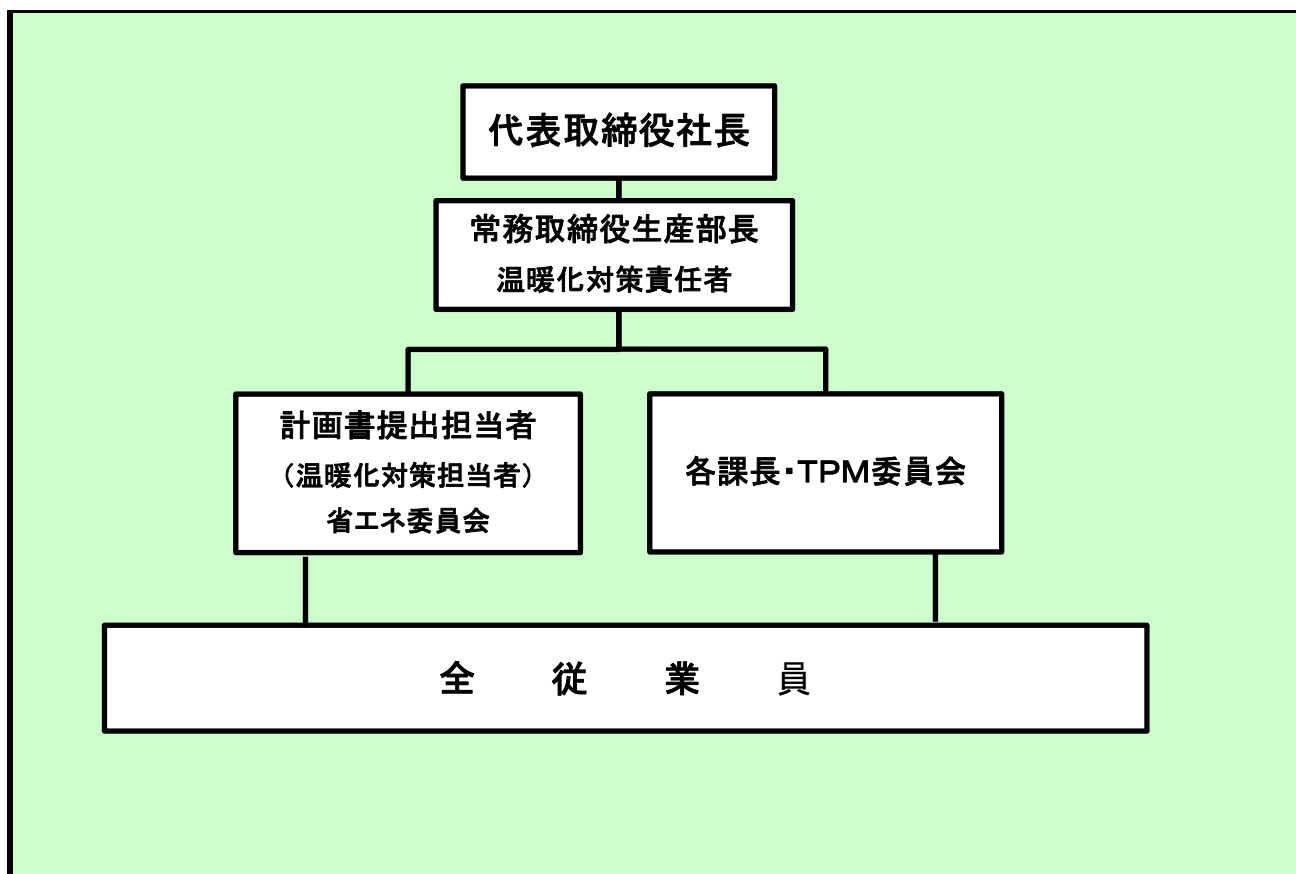 代表取締役社長
常務取締役生産部長
温暖化対策責任者
計画書提出担当者
（温暖化対策担当者）
省エネ委員会
各課長・TPM委員会
全　従　業　員